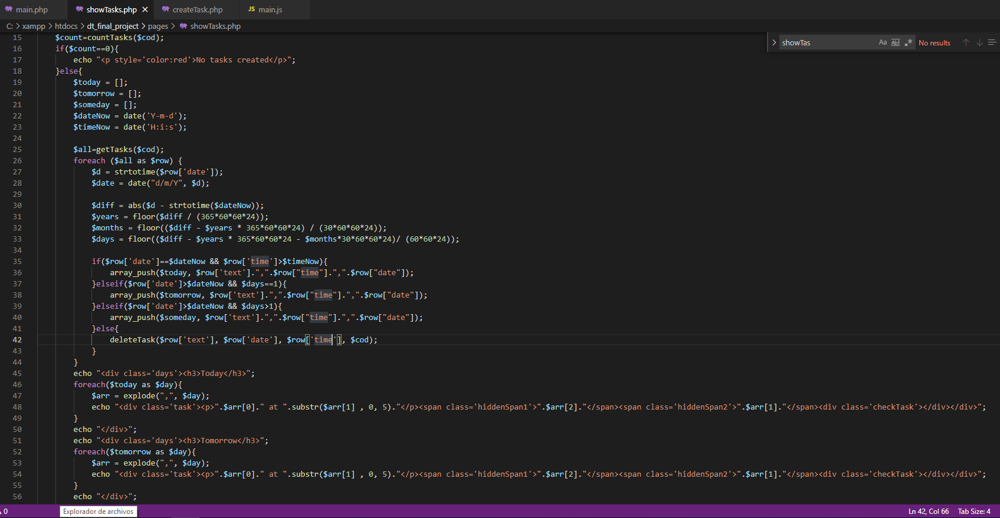 main.php showTasks.php × createTask.php JS main.js
C: > xampp > htdocs > dt_final_project > pages > showTasks.php
showTas Aa Abl .* No results
15 $count=countTasks($cod);
16 if($count==0){
17 echo "<p style='color:red'>No tasks created</p>";
18 }else{
19 $today = [];
20 $tomorrow = [];
21 $someday = [];
22 $dateNow = date('Y-m-d');
23 $timeNow = date('H:i:s');
24
25 $all=getTasks($cod);
26 foreach ($all as $row) {
27 $d = strtotime($row['date']);
28 $date = date("d/m/Y", $d);
29
30 $diff = abs($d - strtotime($dateNow));
31 $years = floor($diff / (365*60*60*24));
32 $months = floor(($diff - $years * 365*60*60*24) / (30*60*60*24));
33 $days = floor(($diff - $years * 365*60*60*24 - $months*30*60*60*24)/ (60*60*24));
34
35 if($row['date']==$dateNow && $row['time']>$timeNow){
36 array_push($today, $row['text'].",".$row["time"].",".$row["date"]);
37 }elseif($row['date']>$dateNow && $days==1){
38 array_push($tomorrow, $row['text'].",".$row["time"].",".$row["date"]);
39 }elseif($row['date']>$dateNow && $days>1){
40 array_push($someday, $row['text'].",".$row["time"].",".$row["date"]);
41 }else{
42 deleteTask($row['text'], $row['date'], $row['time'], $cod);
43 }
44 }
45 echo "<div class='days'><h3>Today</h3>";
46 foreach($today as $day){
47 $arr = explode(",", $day);
48 echo "<div class='task'><p>".$arr[0]." at ".substr($arr[1] , 0, 5)."</p><span class='hiddenSpan1'>".$arr[2]."</span><span class='hiddenSpan2'>".$arr[1]."</span><div class='checkTask'></div></div>";
49 }
50 echo "</div>";
51 echo "<div class='days'><h3>Tomorrow</h3>";
52 foreach($tomorrow as $day){
53 $arr = explode(",", $day);
54 echo "<div class='task'><p>".$arr[0]." at ".substr($arr[1] , 0, 5)."</p><span class='hiddenSpan1'>".$arr[2]."</span><span class='hiddenSpan2'>".$arr[1]."</span><div class='checkTask'></div></div>";
55 }
56 echo "</div>";
0 Explorador de archivos Ln 42, Col 66 Tab Size: 4